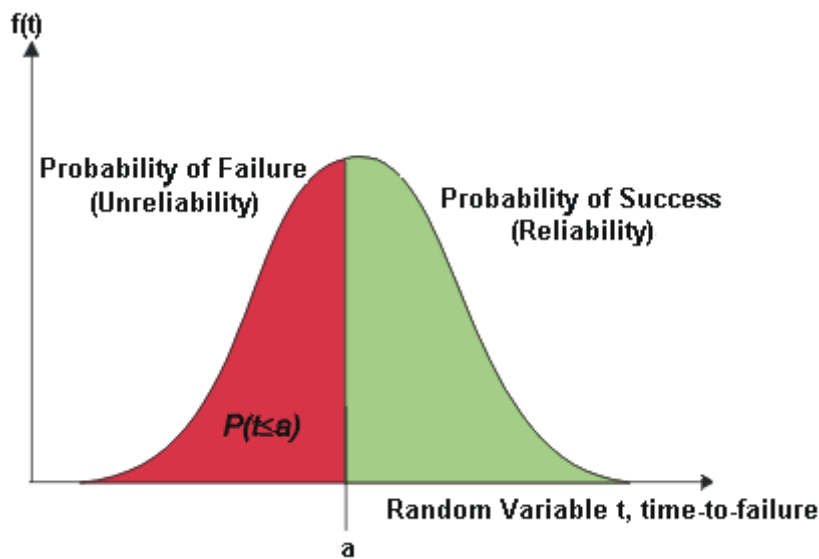 f(t)
Probability of Failure
(Unreliability)
Probability of Success
(Reliability)
P(t≤a)
Random Variable t, time-to-failure
a